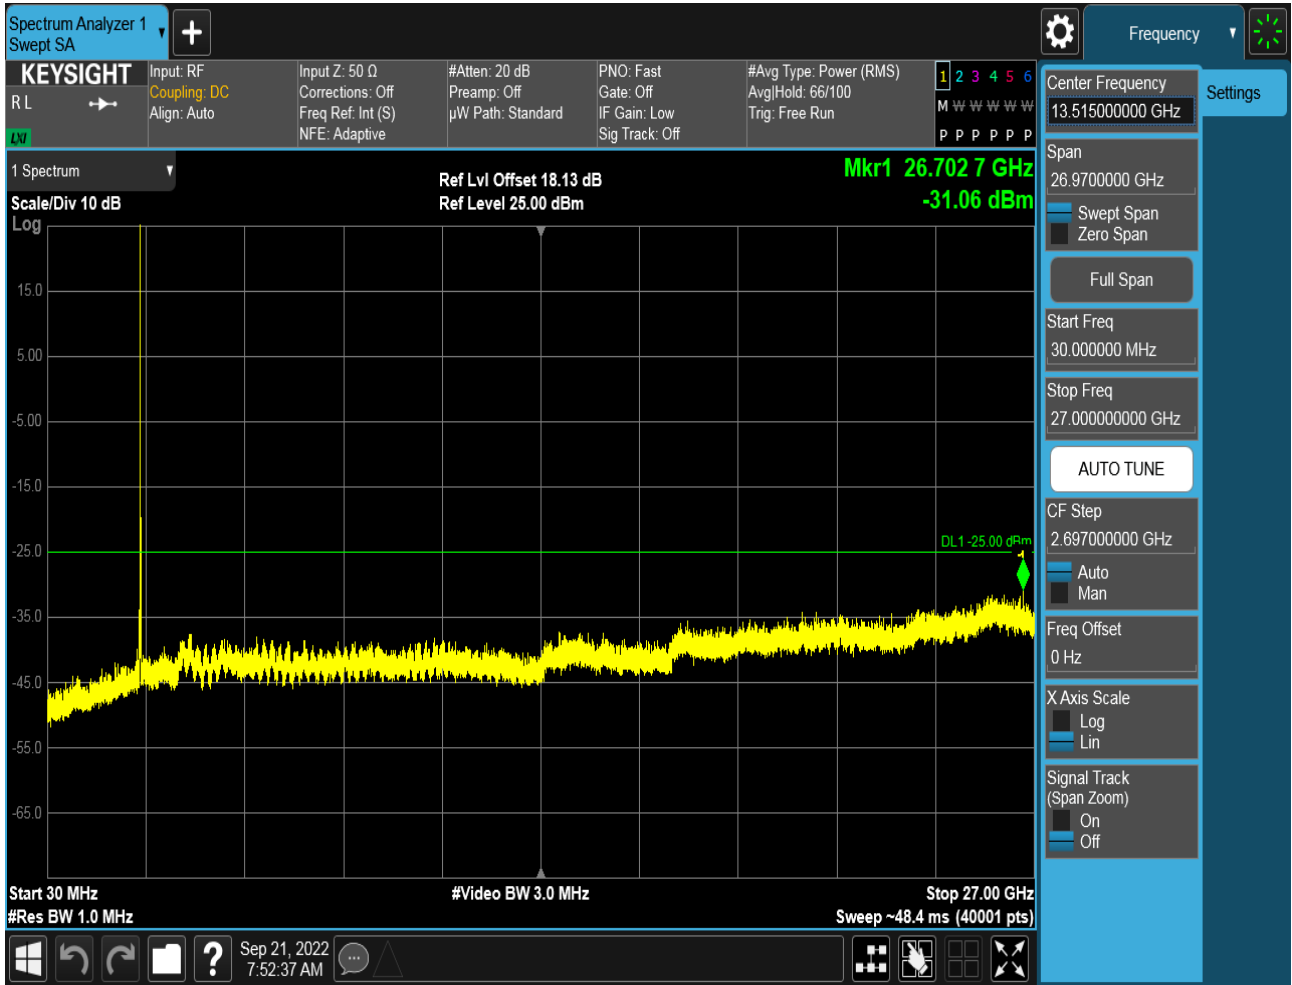 Spectrum Analyzer 1
Swept SA
Frequency
KEYSIGHT
R L
LXI
Input: RF
Coupling: DC
Align: Auto
Input Z: 50 Ω
Corrections: Off
Freq Ref: Int (S)
NFE: Adaptive
#Atten: 20 dB
Preamp: Off
µW Path: Standard
PNO: Fast
Gate: Off
IF Gain: Low
Sig Track: Off
#Avg Type: Power (RMS)
Avg|Hold: 66/100
Trig: Free Run
1 2 3 4 5 6
M W W W W W
P P P P P P
1 Spectrum
Scale/Div 10 dB
Log
Ref Lvl Offset 18.13 dB
Ref Level 25.00 dBm
Mkr1 26.702 7 GHz
-31.06 dBm
15.0
5.00
-5.00
-15.0
-25.0
-35.0
-45.0
-55.0
-65.0
DL1 -25.00 dBm
1
Start 30 MHz
#Res BW 1.0 MHz
#Video BW 3.0 MHz
Stop 27.00 GHz
Sweep ~48.4 ms (40001 pts)
Center Frequency
13.515000000 GHz
Settings
Span
26.9700000 GHz
Swept Span
Zero Span
Full Span
Start Freq
30.000000 MHz
Stop Freq
27.000000000 GHz
AUTO TUNE
CF Step
2.697000000 GHz
Auto
Man
Freq Offset
0 Hz
X Axis Scale
Log
Lin
Signal Track
(Span Zoom)
On
Off
?
Sep 21, 2022
7:52:37 AM